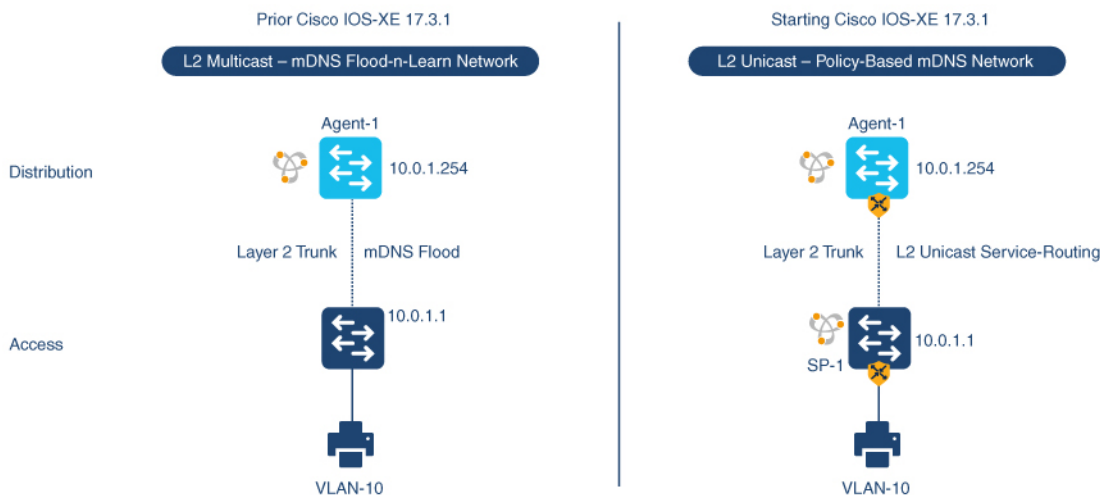 Prior Cisco IOS-XE 17.3.1
L2 Multicast – mDNS Flood-n-Learn Network
Agent-1
Distribution
10.0.1.254
Layer 2 Trunk
mDNS Flood
10.0.1.1
Access
VLAN-10
Starting Cisco IOS-XE 17.3.1
L2 Unicast – Policy-Based mDNS Network
Agent-1
10.0.1.254
Layer 2 Trunk
L2 Unicast Service-Routing
10.0.1.1
SP-1
VLAN-10